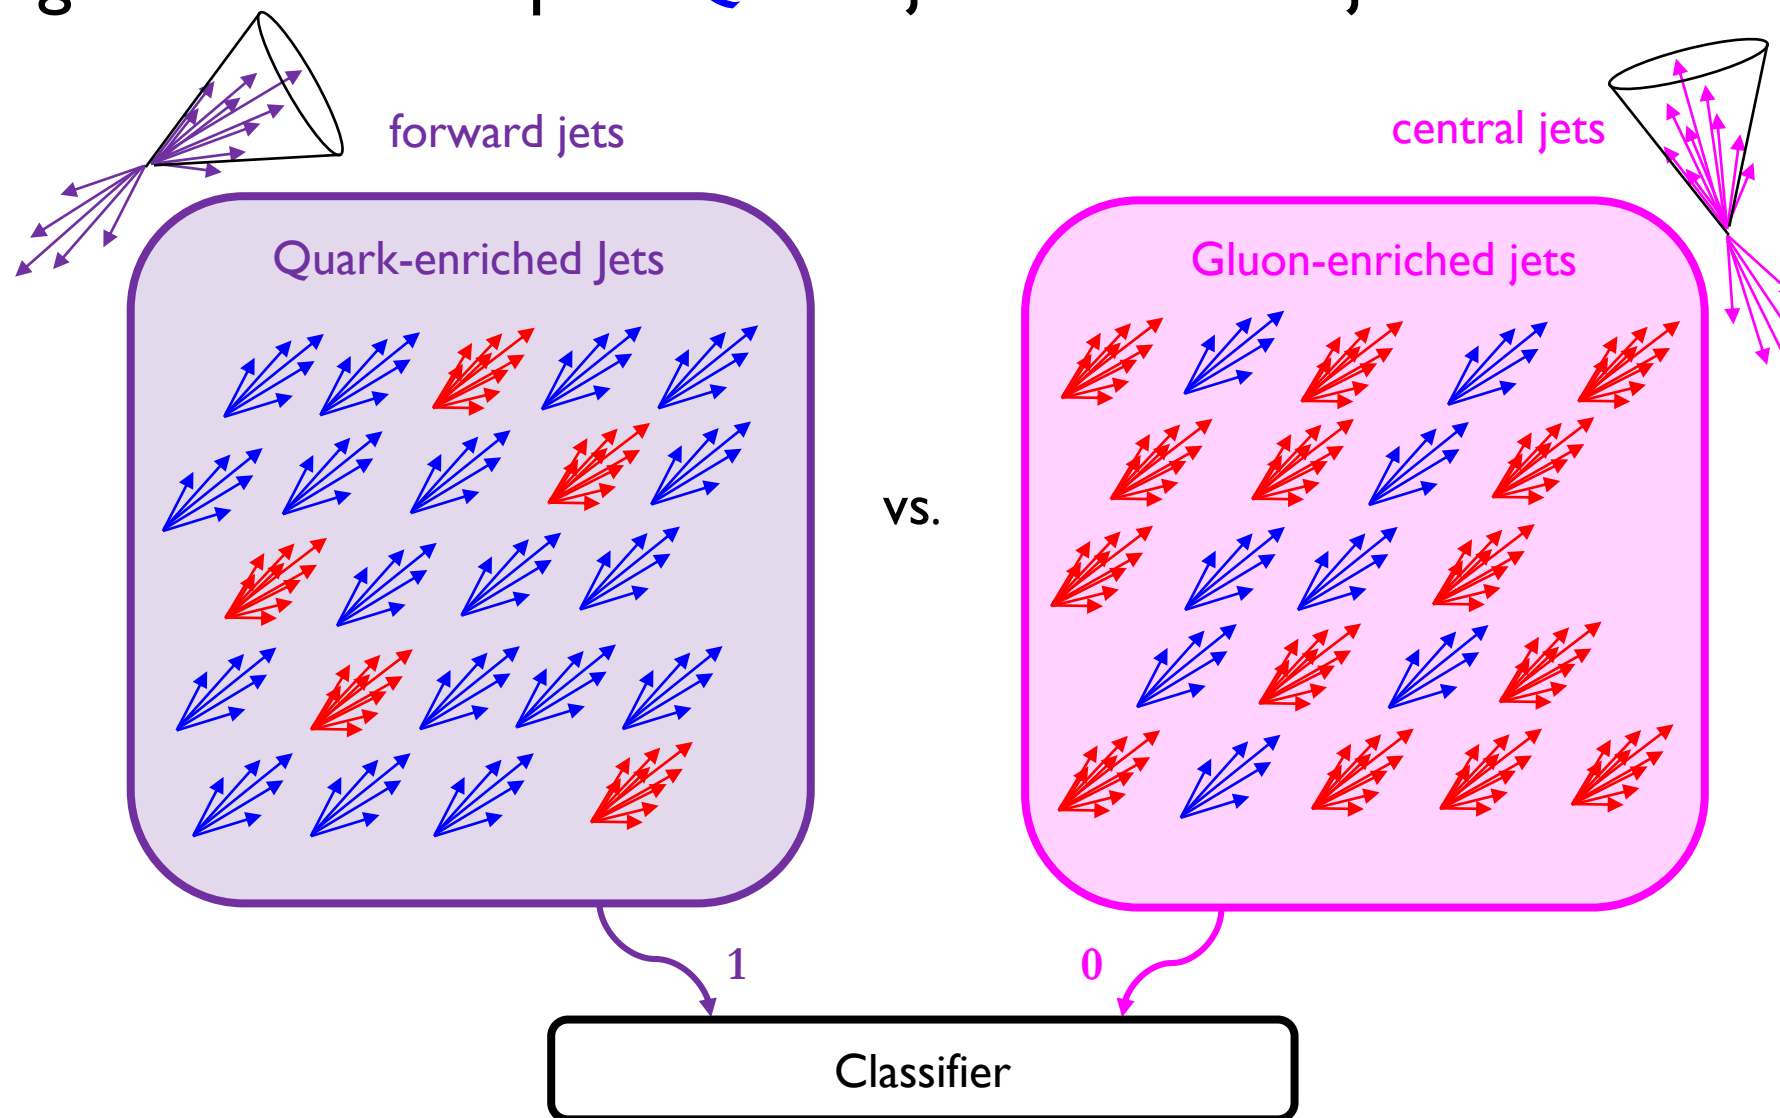 forward jets
central jets
Quark-enriched Jets
Gluon-enriched jets
vs.
1
0
Classifier